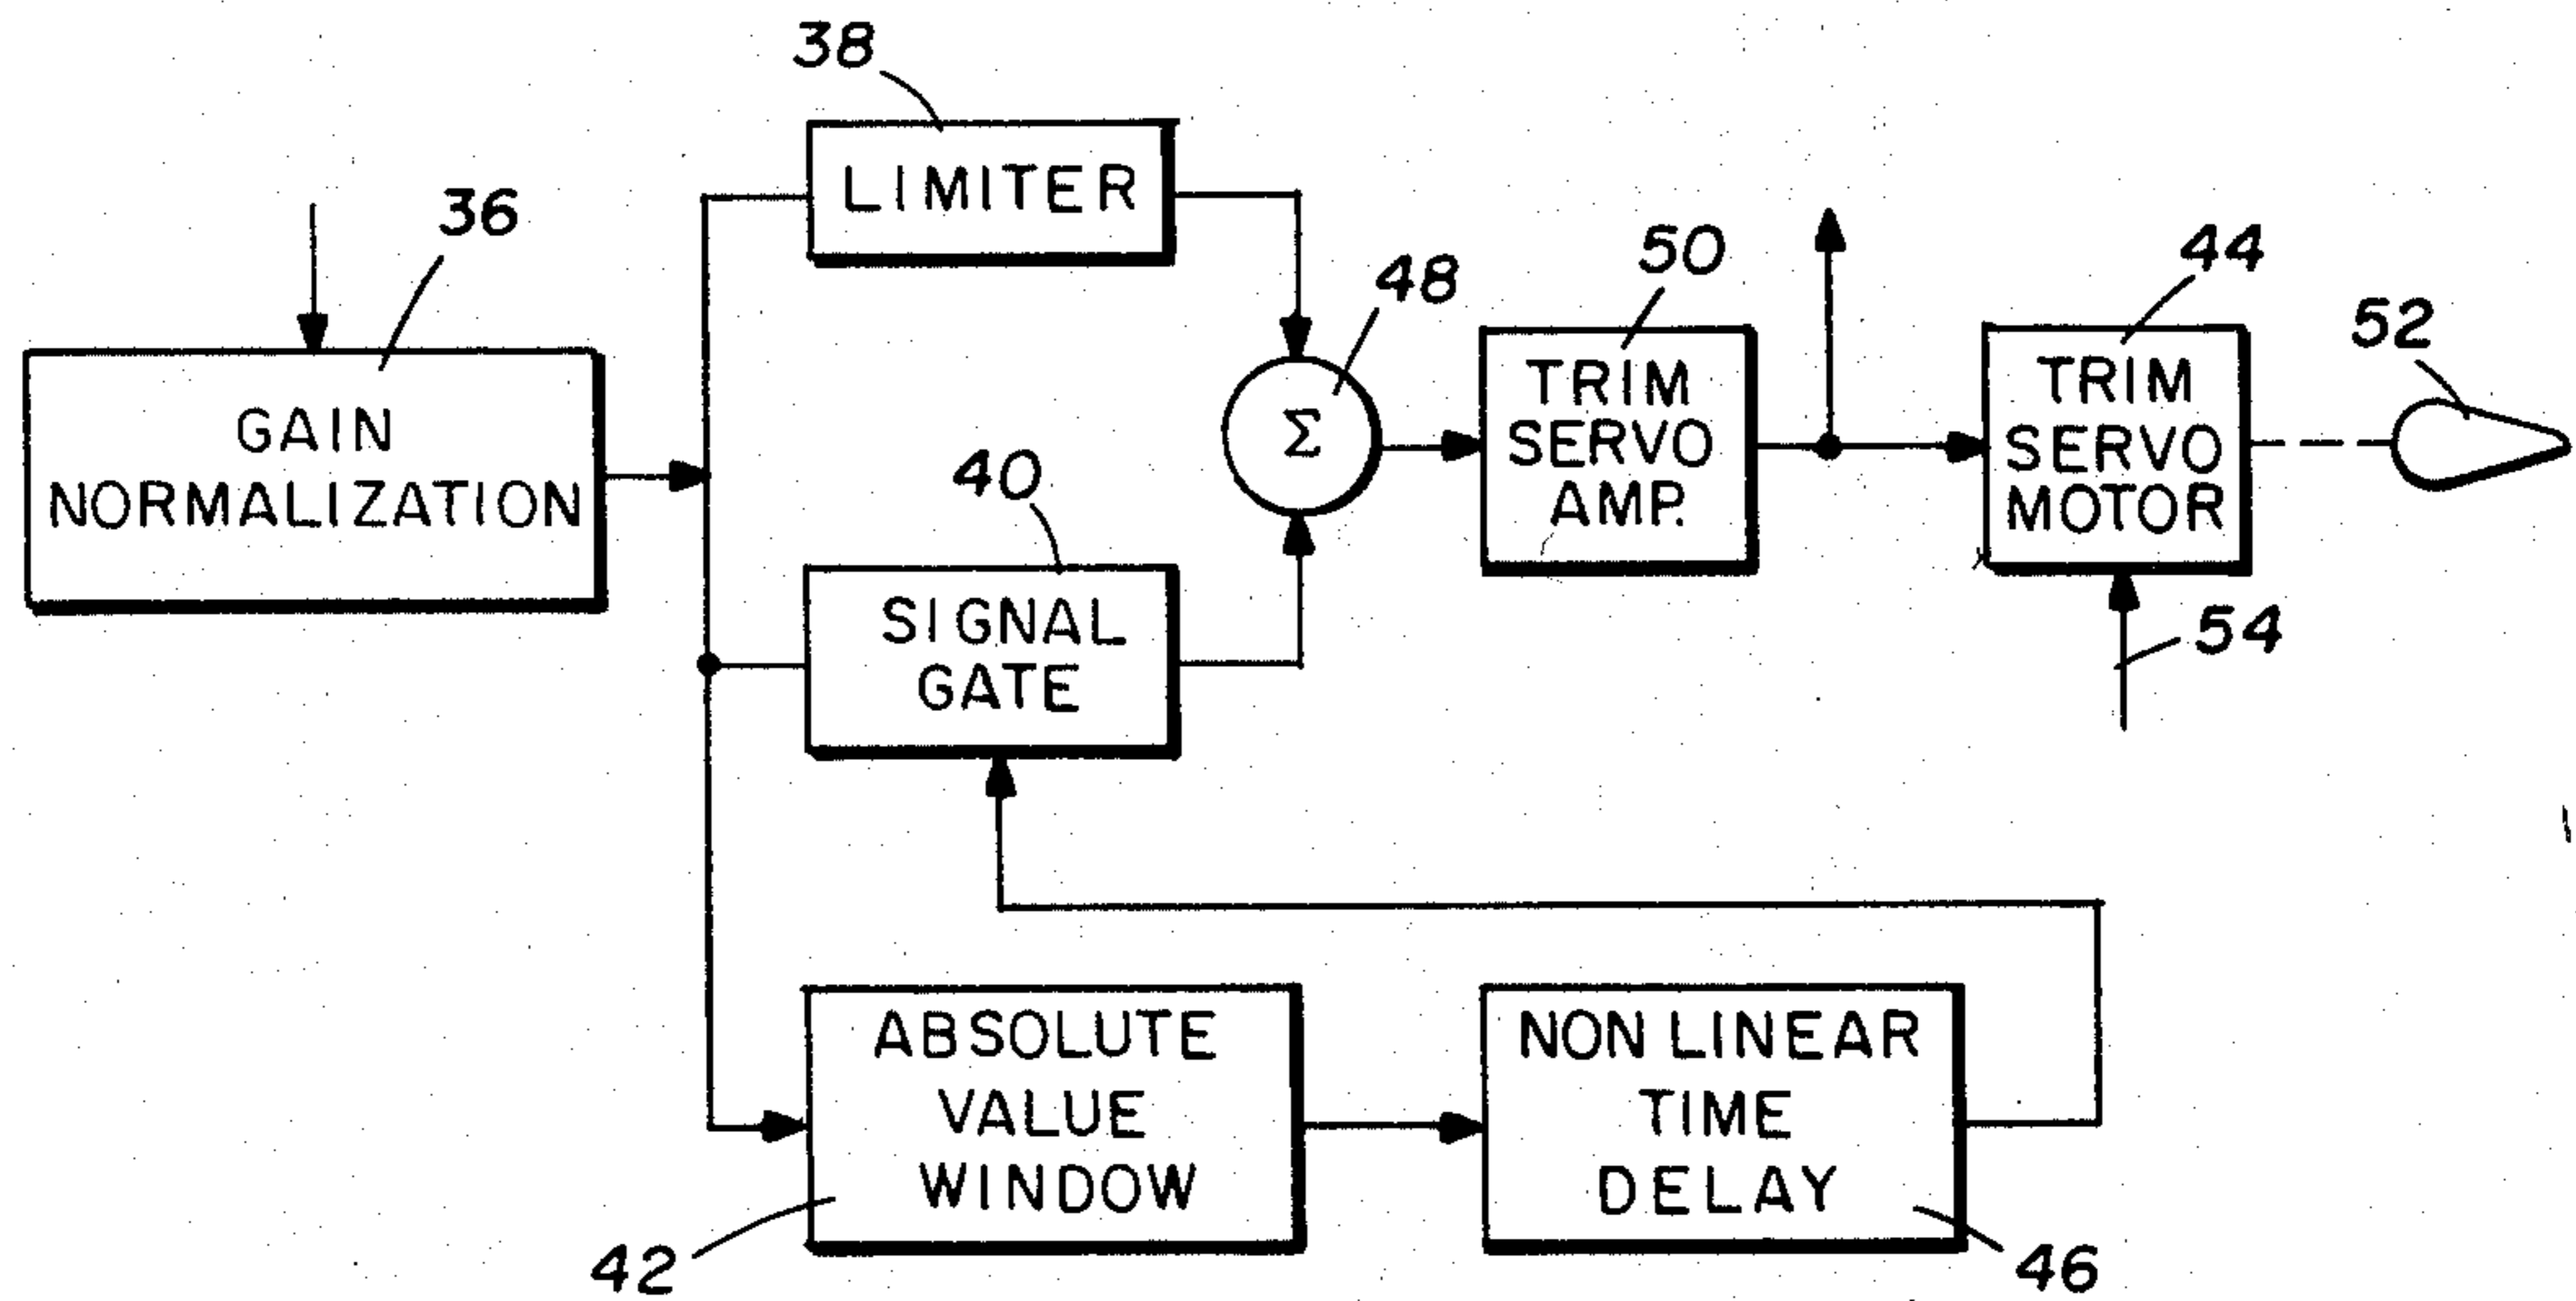 38
LIMITER
36
GAIN
NORMALIZATION
48
Σ
50
TRIM
SERVO
AMP.
44
TRIM
SERVO
MOTOR
52
54
40
SIGNAL
GATE
ABSOLUTE
VALUE
WINDOW
42
NON LINEAR
TIME
DELAY
46